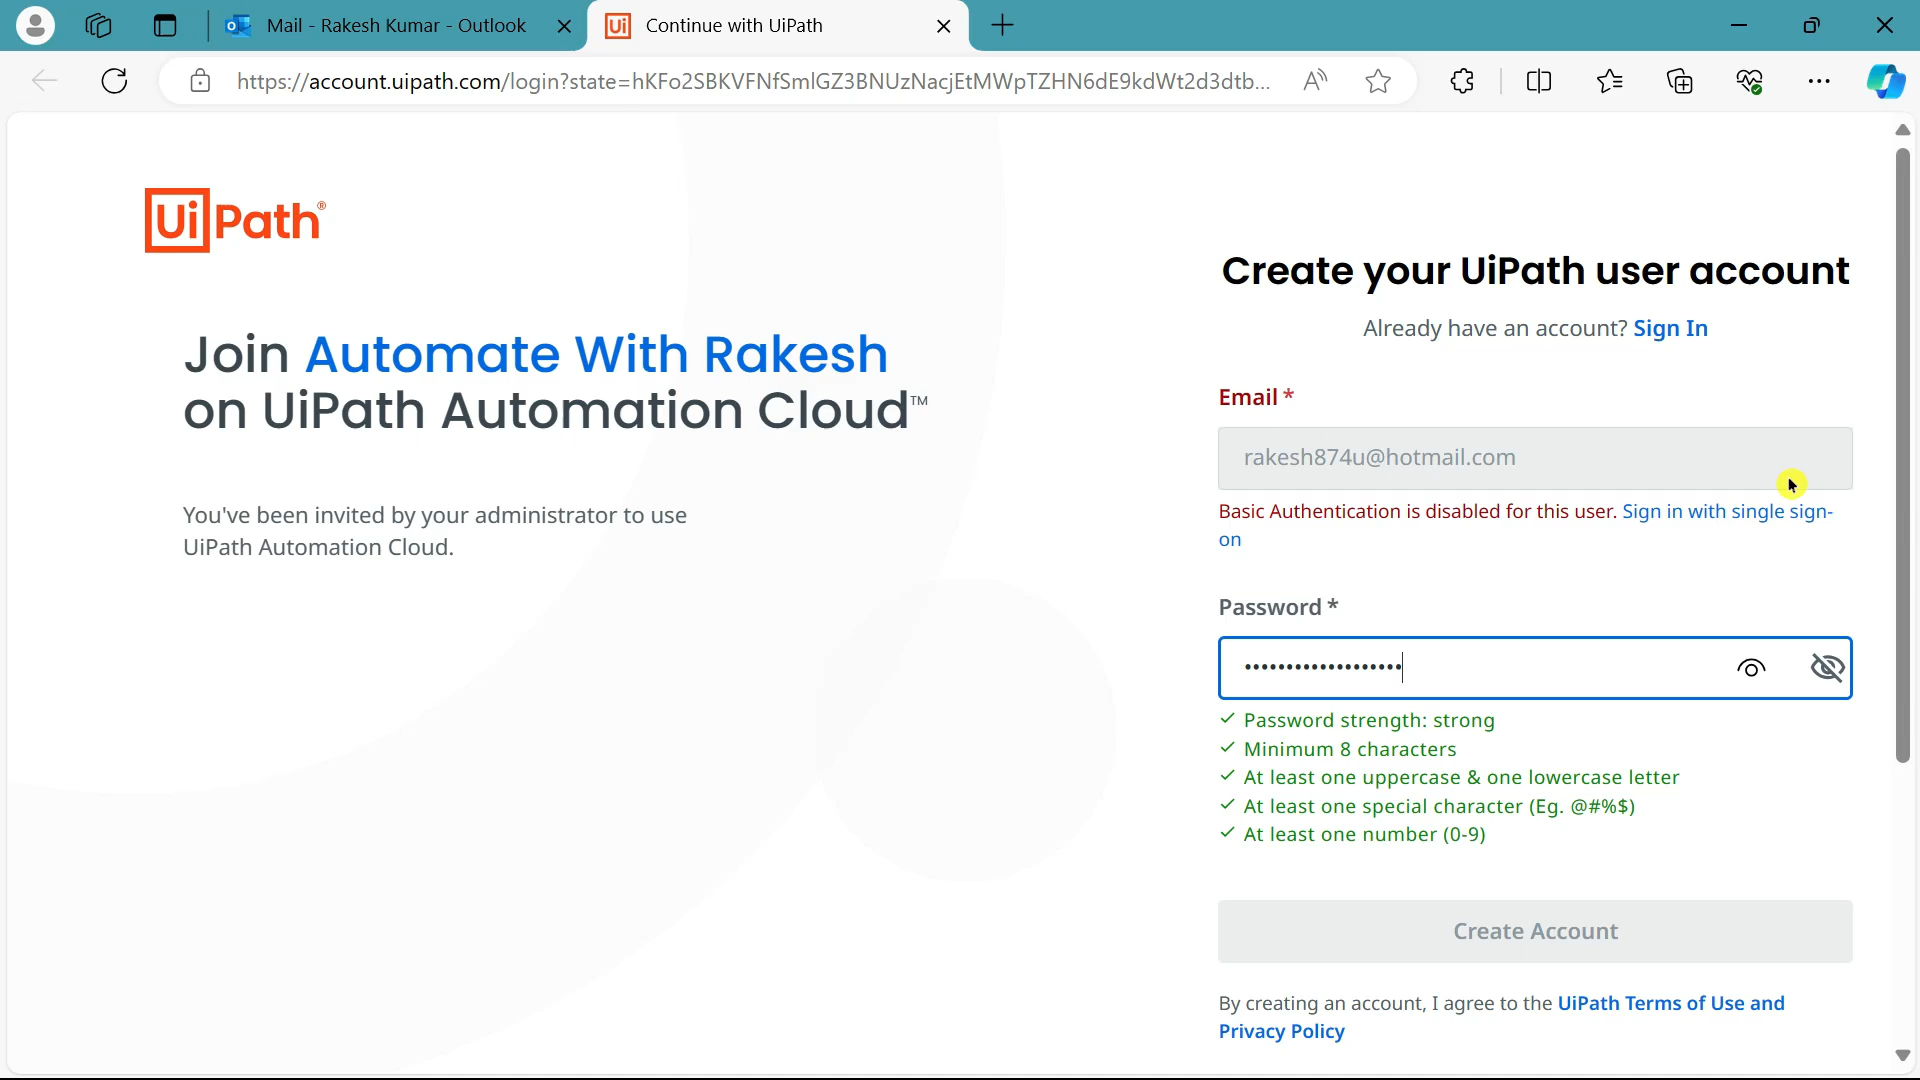 Mail - Rakesh Kumar - Outlook
Continue with UiPath
https://account.uipath.com/login?state=hKFo2SBKVFNfSmlGZ3BNUzNacjEtMWpTZHN6dE9kdWt2d3dtb...
UiPath®
Join Automate With Rakesh
on UiPath Automation Cloud™
You've been invited by your administrator to use
UiPath Automation Cloud.
Create your UiPath user account
Already have an account? Sign In
Email *
rakesh874u@hotmail.com
Basic Authentication is disabled for this user. Sign in with single sign-
on
Password *
•••••••••••••••••••
Password strength: strong
Minimum 8 characters
At least one uppercase & one lowercase letter
At least one special character (Eg. @#%$)
At least one number (0-9)
Create Account
By creating an account, I agree to the UiPath Terms of Use and
Privacy Policy